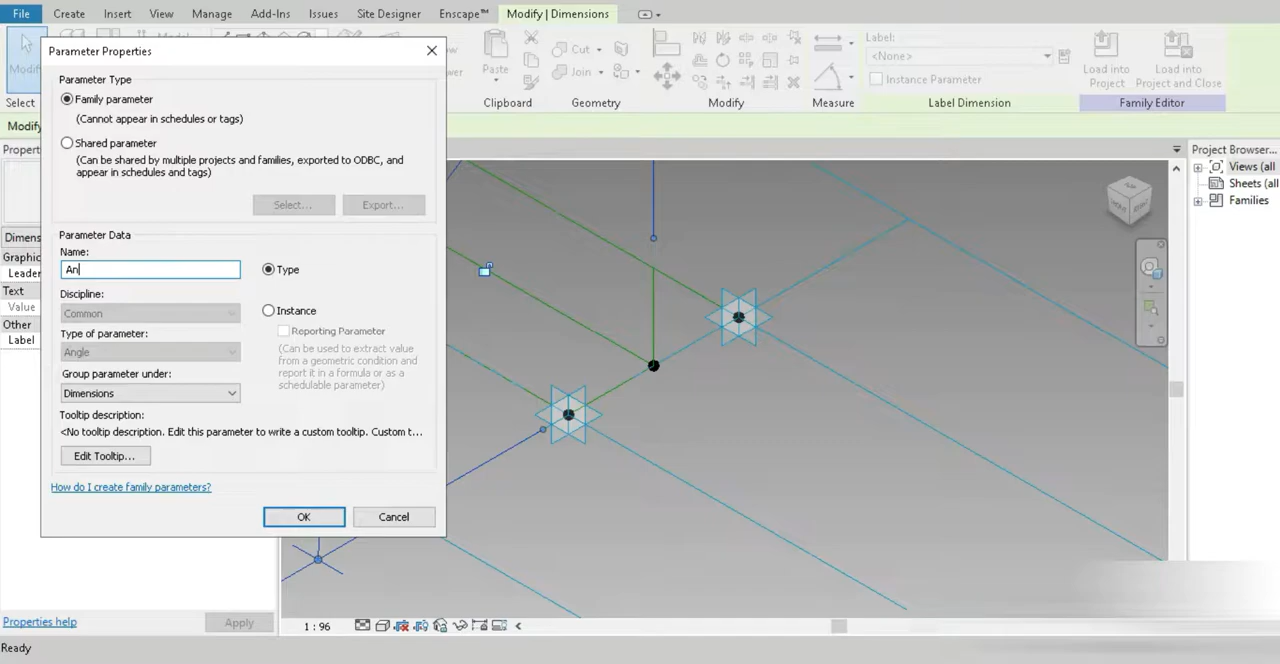 File Create Insert View Manage Add-Ins Issues Site Designer Enscape™ Modify | Dimensions
Parameter Properties
Parameter Type
Family parameter
(Cannot appear in schedules or tags)
Shared parameter
(Can be shared by multiple projects and families, exported to ODBC, and
appear in schedules and tags)
Select... Export...
Parameter Data
Name:
An
Type
Discipline:
Common
Instance
Type of parameter:
Reporting Parameter
Angle
(Can be used to extract value
from a geometric condition and
report it in a formula or as a
schedulable parameter)
Group parameter under:
Dimensions
Tooltip description:
<No tooltip description. Edit this parameter to write a custom tooltip. Custom t...
Edit Tooltip...
How do I create family parameters?
OK Cancel
Modify
Select
Modify
Paste
Cut
Join
Clipboard Geometry Modify Measure
Label:
<None>
Instance Parameter
Label Dimension
Load into
Project
Load into
Project and Close
Family Editor
Propert
Dimens
Graphic
Leader
Text
Value
Other
Label
Project Browser...
Views (all
Sheets (all
Families
Properties help Apply
1 : 96
Ready